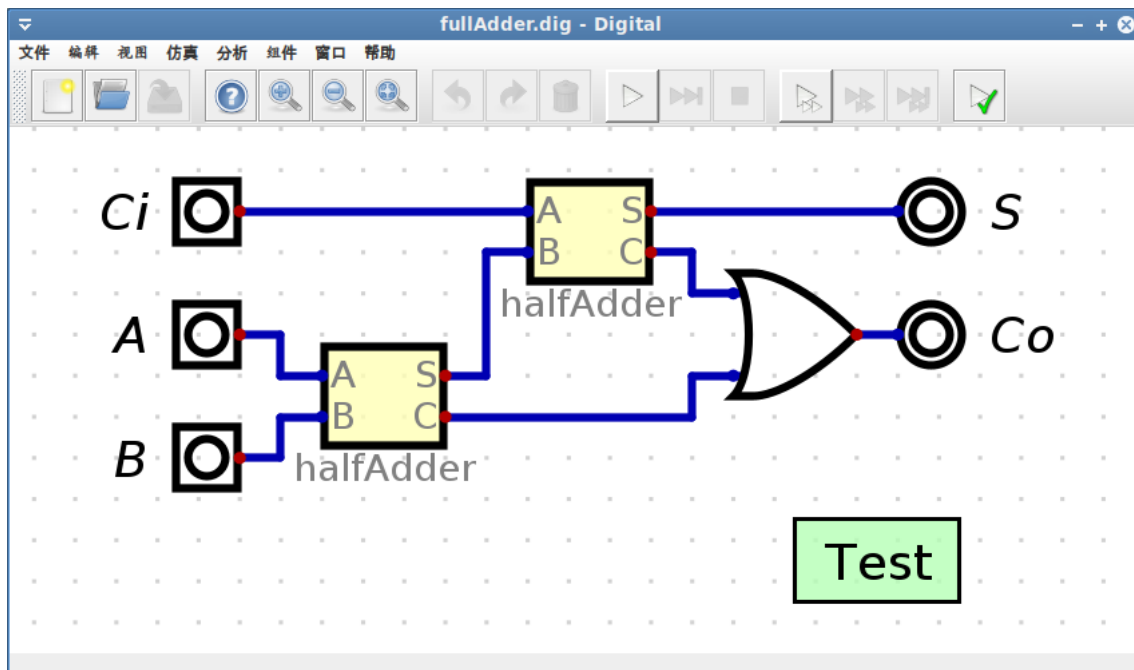 fullAdder.dig - Digital
文件 编辑 视图 仿真 分析 组件 窗口 帮助
Ci
A S
S
B C
halfAdder
A
Co
A S
B C
B
halfAdder
Test